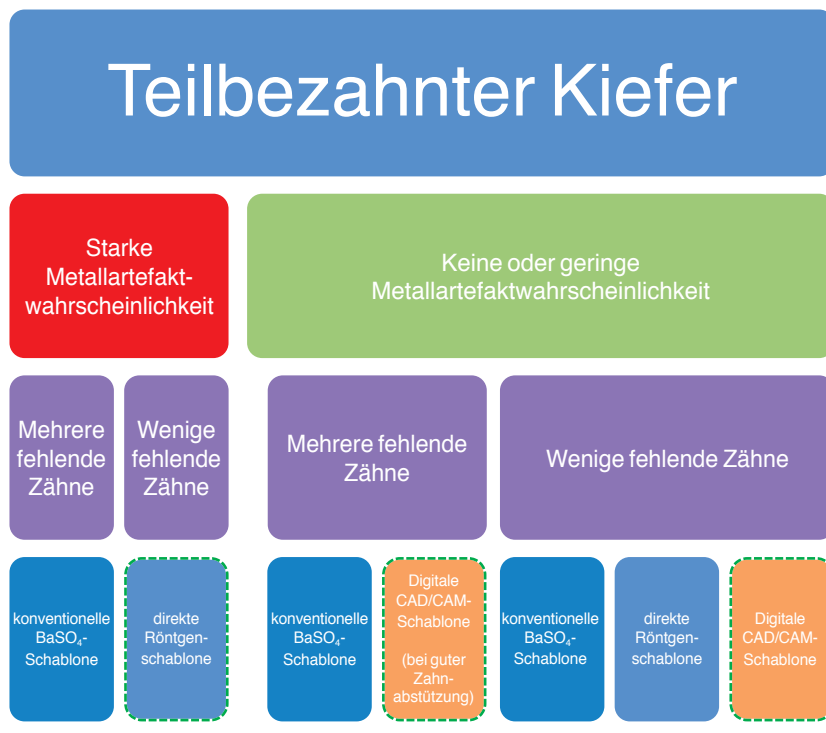 Teilbezahnter Kiefer
Starke
Metallartefakt-
wahrscheinlichkeit
Keine oder geringe
Metallartefaktwahrscheinlichkeit
Mehrere
fehlende
Zähne
Wenige
fehlende
Zähne
Mehrere fehlende
Zähne
Wenige fehlende Zähne
konventionelle
BaSO₄-
Schablone
direkte
Röntgen-
schablone
konventionelle
BaSO₄-
Schablone
Digitale
CAD/CAM-
Schablone
(bei guter
Zahn-
abstützung)
konventionelle
BaSO₄-
Schablone
direkte
Röntgen-
schablone
Digitale
CAD/CAM-
Schablone